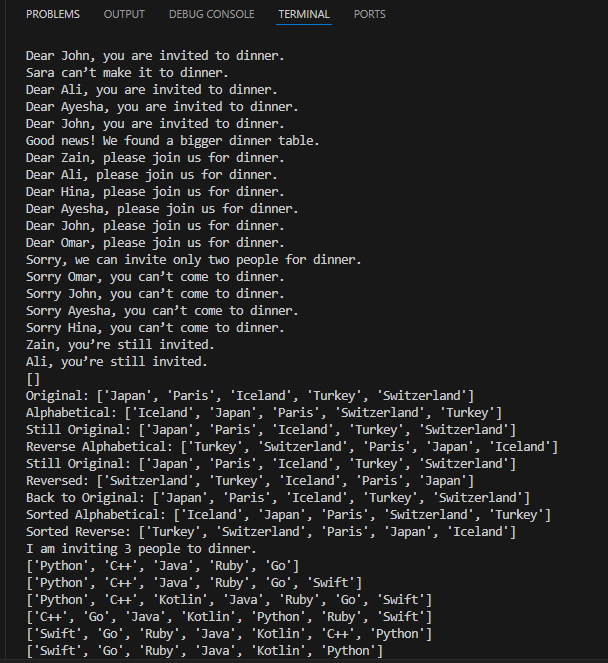 PROBLEMS OUTPUT DEBUG CONSOLE TERMINAL PORTS
Dear John, you are invited to dinner.
Sara can’t make it to dinner.
Dear Ali, you are invited to dinner.
Dear Ayesha, you are invited to dinner.
Dear John, you are invited to dinner.
Good news! We found a bigger dinner table.
Dear Zain, please join us for dinner.
Dear Ali, please join us for dinner.
Dear Hina, please join us for dinner.
Dear Ayesha, please join us for dinner.
Dear John, please join us for dinner.
Dear Omar, please join us for dinner.
Sorry, we can invite only two people for dinner.
Sorry Omar, you can’t come to dinner.
Sorry John, you can’t come to dinner.
Sorry Ayesha, you can’t come to dinner.
Sorry Hina, you can’t come to dinner.
Zain, you’re still invited.
Ali, you’re still invited.
[]
Original: ['Japan', 'Paris', 'Iceland', 'Turkey', 'Switzerland']
Alphabetical: ['Iceland', 'Japan', 'Paris', 'Switzerland', 'Turkey']
Still Original: ['Japan', 'Paris', 'Iceland', 'Turkey', 'Switzerland']
Reverse Alphabetical: ['Turkey', 'Switzerland', 'Paris', 'Japan', 'Iceland']
Still Original: ['Japan', 'Paris', 'Iceland', 'Turkey', 'Switzerland']
Reversed: ['Switzerland', 'Turkey', 'Iceland', 'Paris', 'Japan']
Back to Original: ['Japan', 'Paris', 'Iceland', 'Turkey', 'Switzerland']
Sorted Alphabetical: ['Iceland', 'Japan', 'Paris', 'Switzerland', 'Turkey']
Sorted Reverse: ['Turkey', 'Switzerland', 'Paris', 'Japan', 'Iceland']
I am inviting 3 people to dinner.
['Python', 'C++', 'Java', 'Ruby', 'Go']
['Python', 'C++', 'Java', 'Ruby', 'Go', 'Swift']
['Python', 'C++', 'Kotlin', 'Java', 'Ruby', 'Go', 'Swift']
['C++', 'Go', 'Java', 'Kotlin', 'Python', 'Ruby', 'Swift']
['Swift', 'Go', 'Ruby', 'Java', 'Kotlin', 'C++', 'Python']
['Swift', 'Go', 'Ruby', 'Java', 'Kotlin', 'Python']